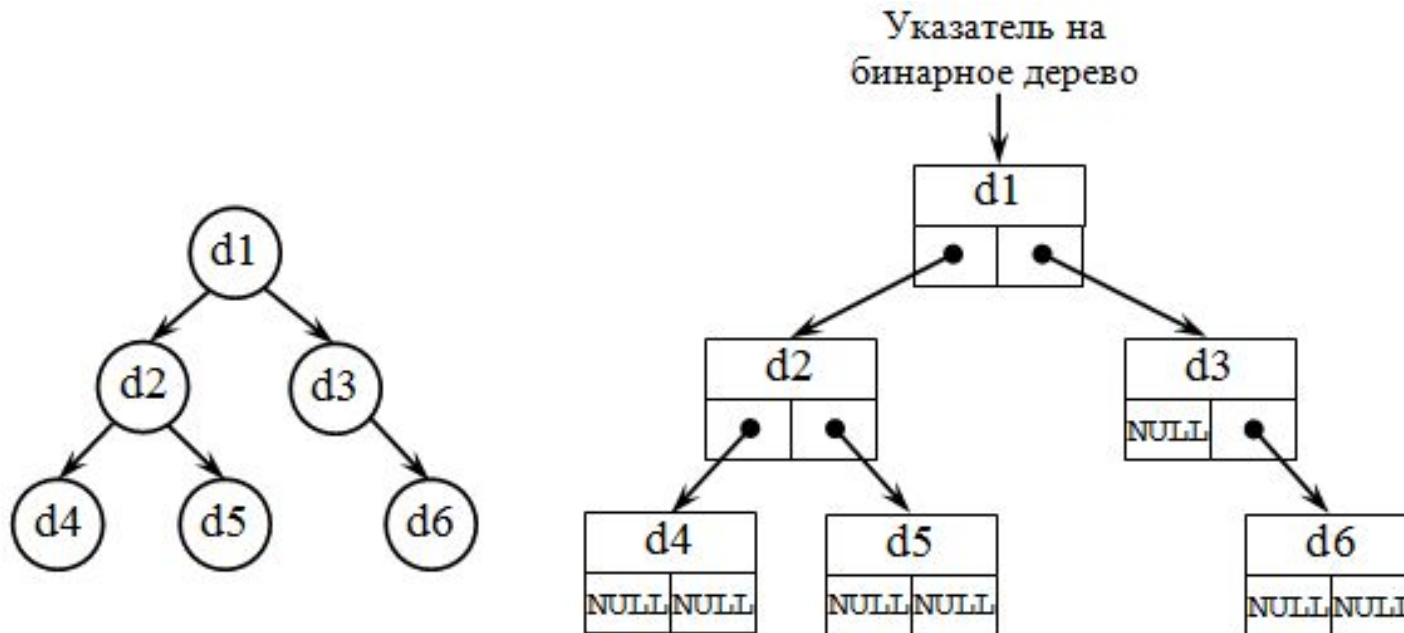 d1
d2
d3
d4
d5
d6
Указатель на
бинарное дерево
d1
d2
d3
NULL
d4
NULL NULL
d5
NULL NULL
d6
NULL NULL